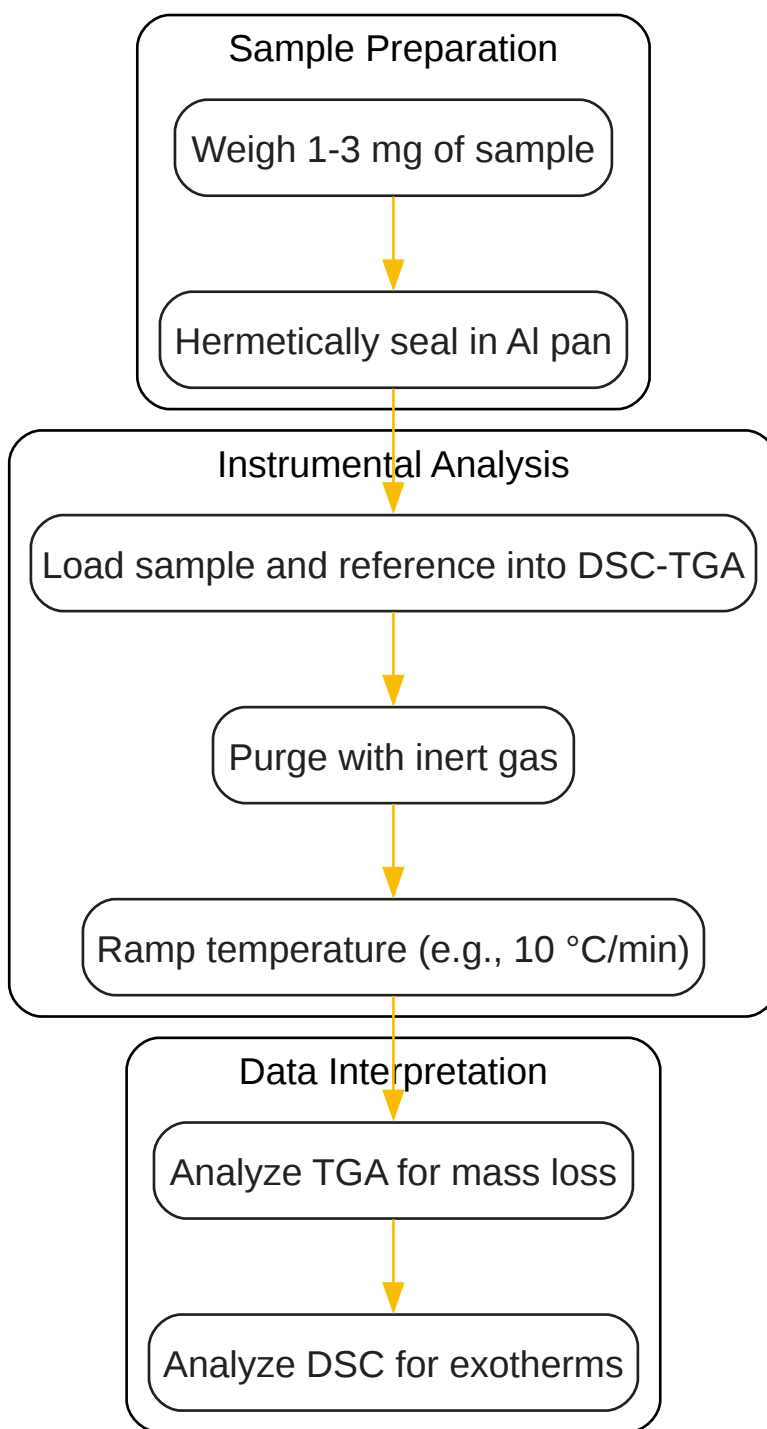 Sample Preparation
Weigh 1-3 mg of sample
Hermetically seal in Al pan
Instrumental Analysis
Load sample and reference into DSC-TGA
Purge with inert gas
Ramp temperature (e.g., 10 °C/min)
Data Interpretation
Analyze TGA for mass loss
Analyze DSC for exotherms